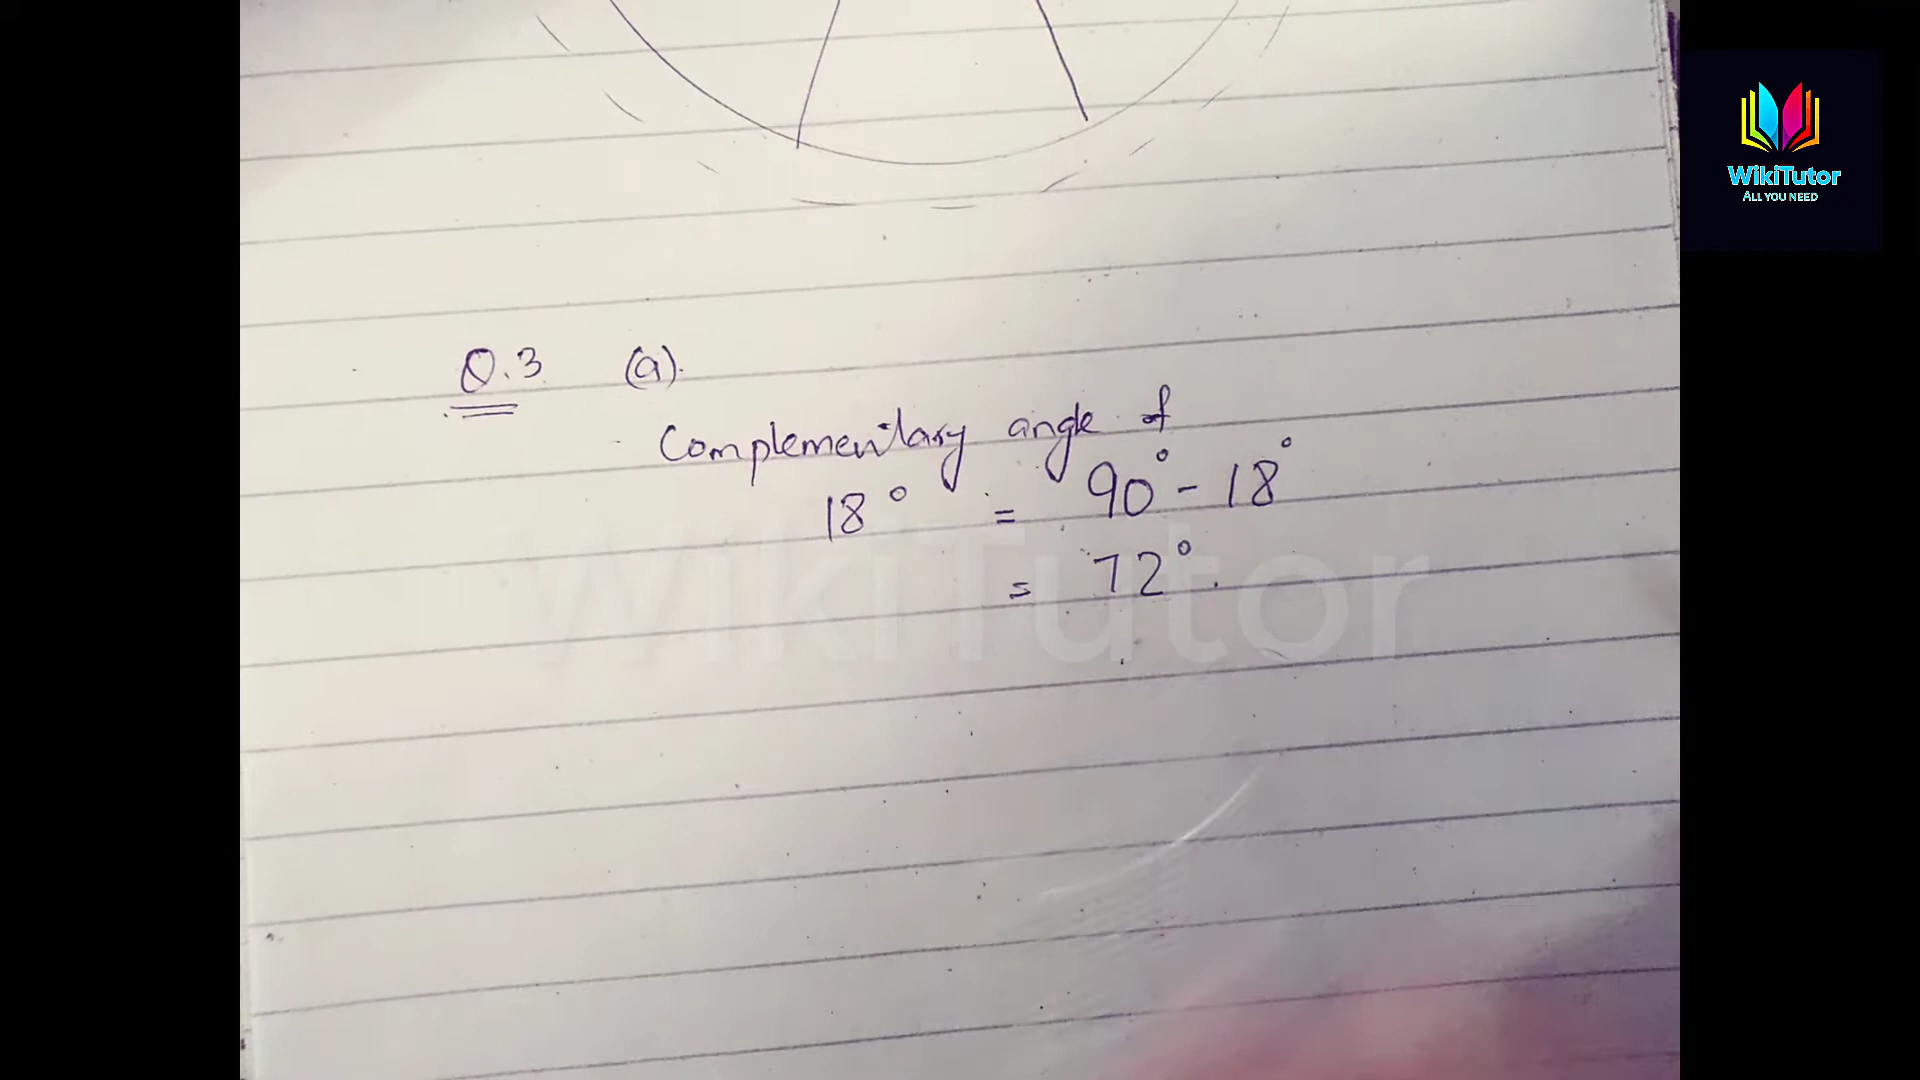 WikiTutor
ALL YOU NEED
Q.3 (a).
Complementary angle of
18° = 90° - 18°
= 72°.
WikiTutor